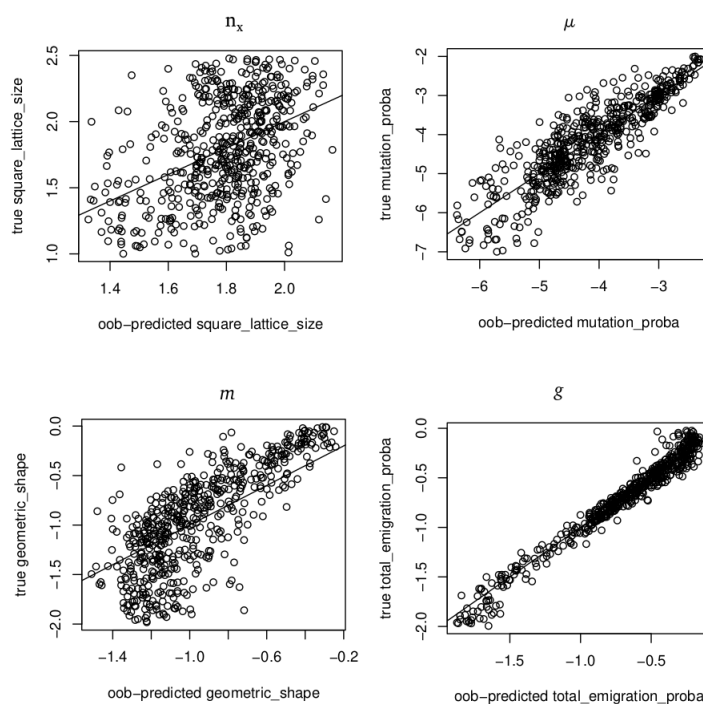 nₓ
μ
2.5
2.0
1.5
1.0
true square_lattice_size
1.4
1.6
1.8
2.0
oob−predicted square_lattice_size
−2
−3
−4
−5
−6
−7
true mutation_proba
−6
−5
−4
−3
oob−predicted mutation_proba
m
g
0.0
−0.5
−1.0
−1.5
−2.0
true geometric_shape
−1.4
−1.0
−0.6
−0.2
oob−predicted geometric_shape
0.0
−0.5
−1.0
−1.5
−2.0
true total_emigration_proba
−1.5
−1.0
−0.5
oob−predicted total_emigration_proba